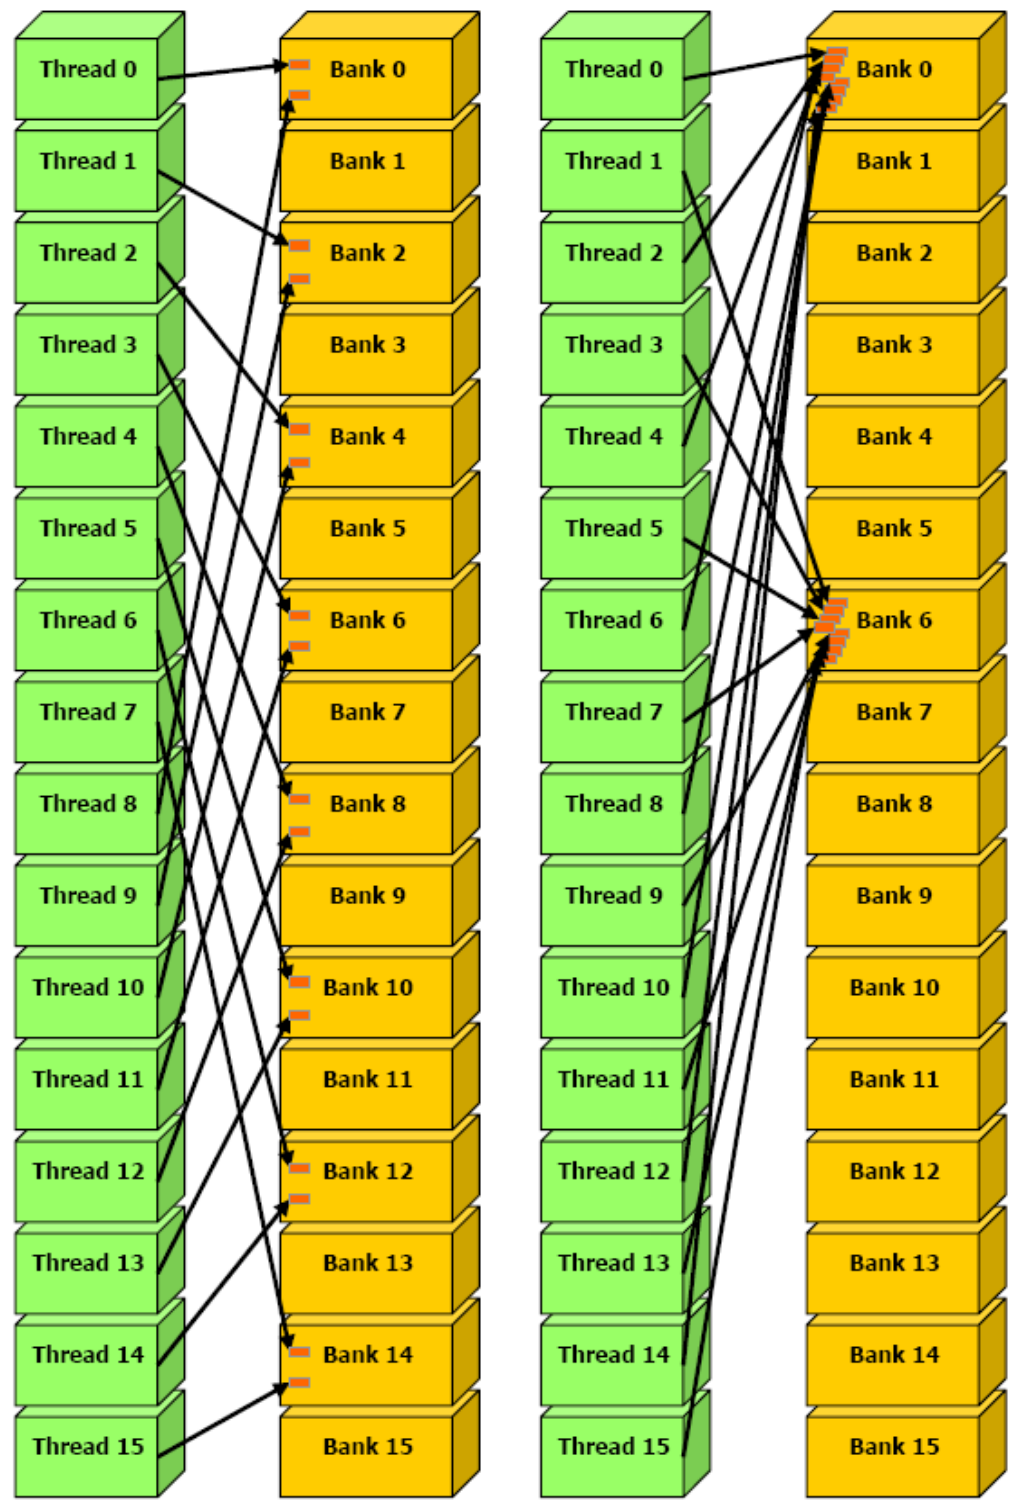 Thread 0 Bank 0 Thread 0 Bank 0
Thread 1 Bank 1 Thread 1 Bank 1
Thread 2 Bank 2 Thread 2 Bank 2
Thread 3 Bank 3 Thread 3 Bank 3
Thread 4 Bank 4 Thread 4 Bank 4
Thread 5 Bank 5 Thread 5 Bank 5
Thread 6 Bank 6 Thread 6 Bank 6
Thread 7 Bank 7 Thread 7 Bank 7
Thread 8 Bank 8 Thread 8 Bank 8
Thread 9 Bank 9 Thread 9 Bank 9
Thread 10 Bank 10 Thread 10 Bank 10
Thread 11 Bank 11 Thread 11 Bank 11
Thread 12 Bank 12 Thread 12 Bank 12
Thread 13 Bank 13 Thread 13 Bank 13
Thread 14 Bank 14 Thread 14 Bank 14
Thread 15 Bank 15 Thread 15 Bank 15